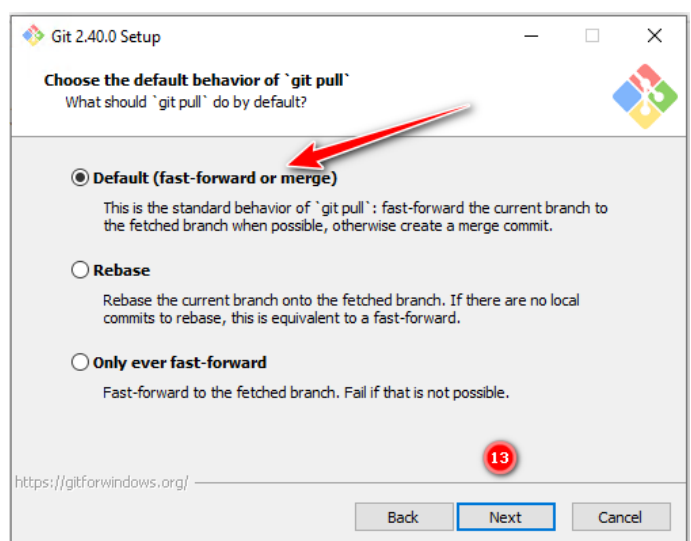 Git 2.40.0 Setup
Choose the default behavior of `git pull`
What should `git pull` do by default?
Default (fast-forward or merge)
This is the standard behavior of `git pull`: fast-forward the current branch to
the fetched branch when possible, otherwise create a merge commit.
Rebase
Rebase the current branch onto the fetched branch. If there are no local
commits to rebase, this is equivalent to a fast-forward.
Only ever fast-forward
Fast-forward to the fetched branch. Fail if that is not possible.
13
https://gitforwindows.org/
Back Next Cancel